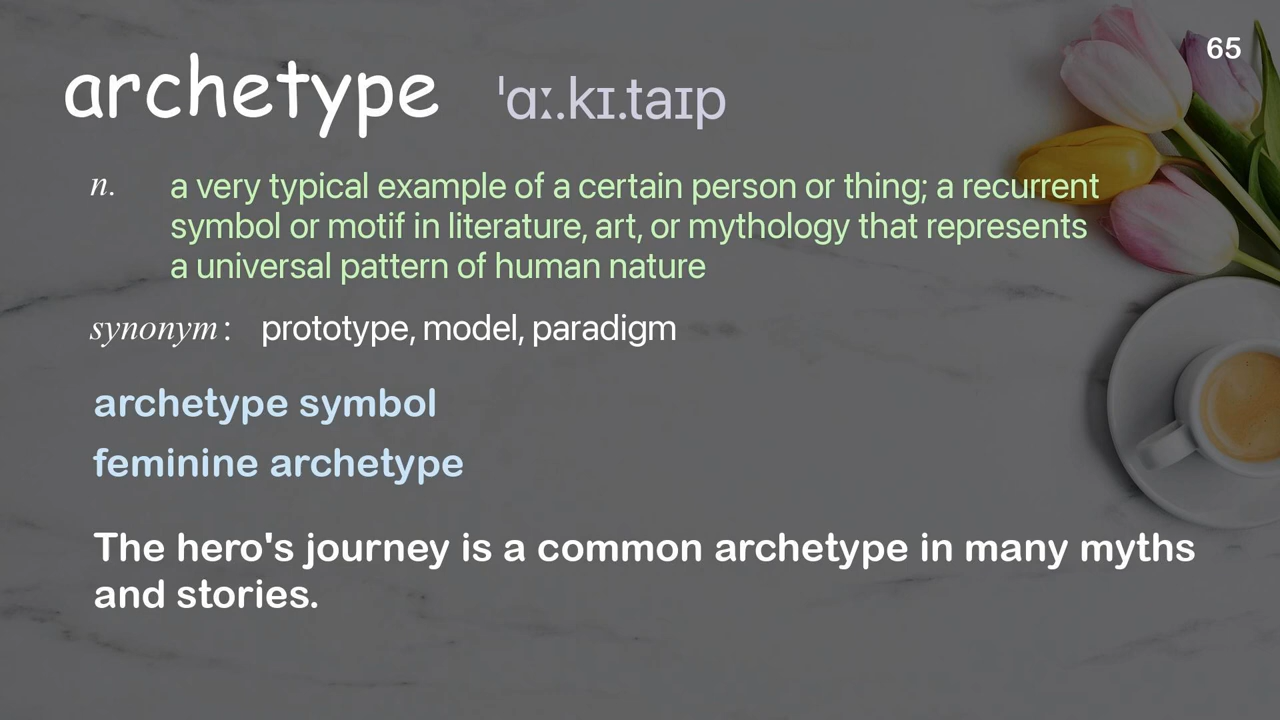 65
archetype ˈɑː.kɪ.taɪp
n. a very typical example of a certain person or thing; a recurrent
symbol or motif in literature, art, or mythology that represents
a universal pattern of human nature
synonym: prototype, model, paradigm
archetype symbol
feminine archetype
The hero's journey is a common archetype in many myths
and stories.